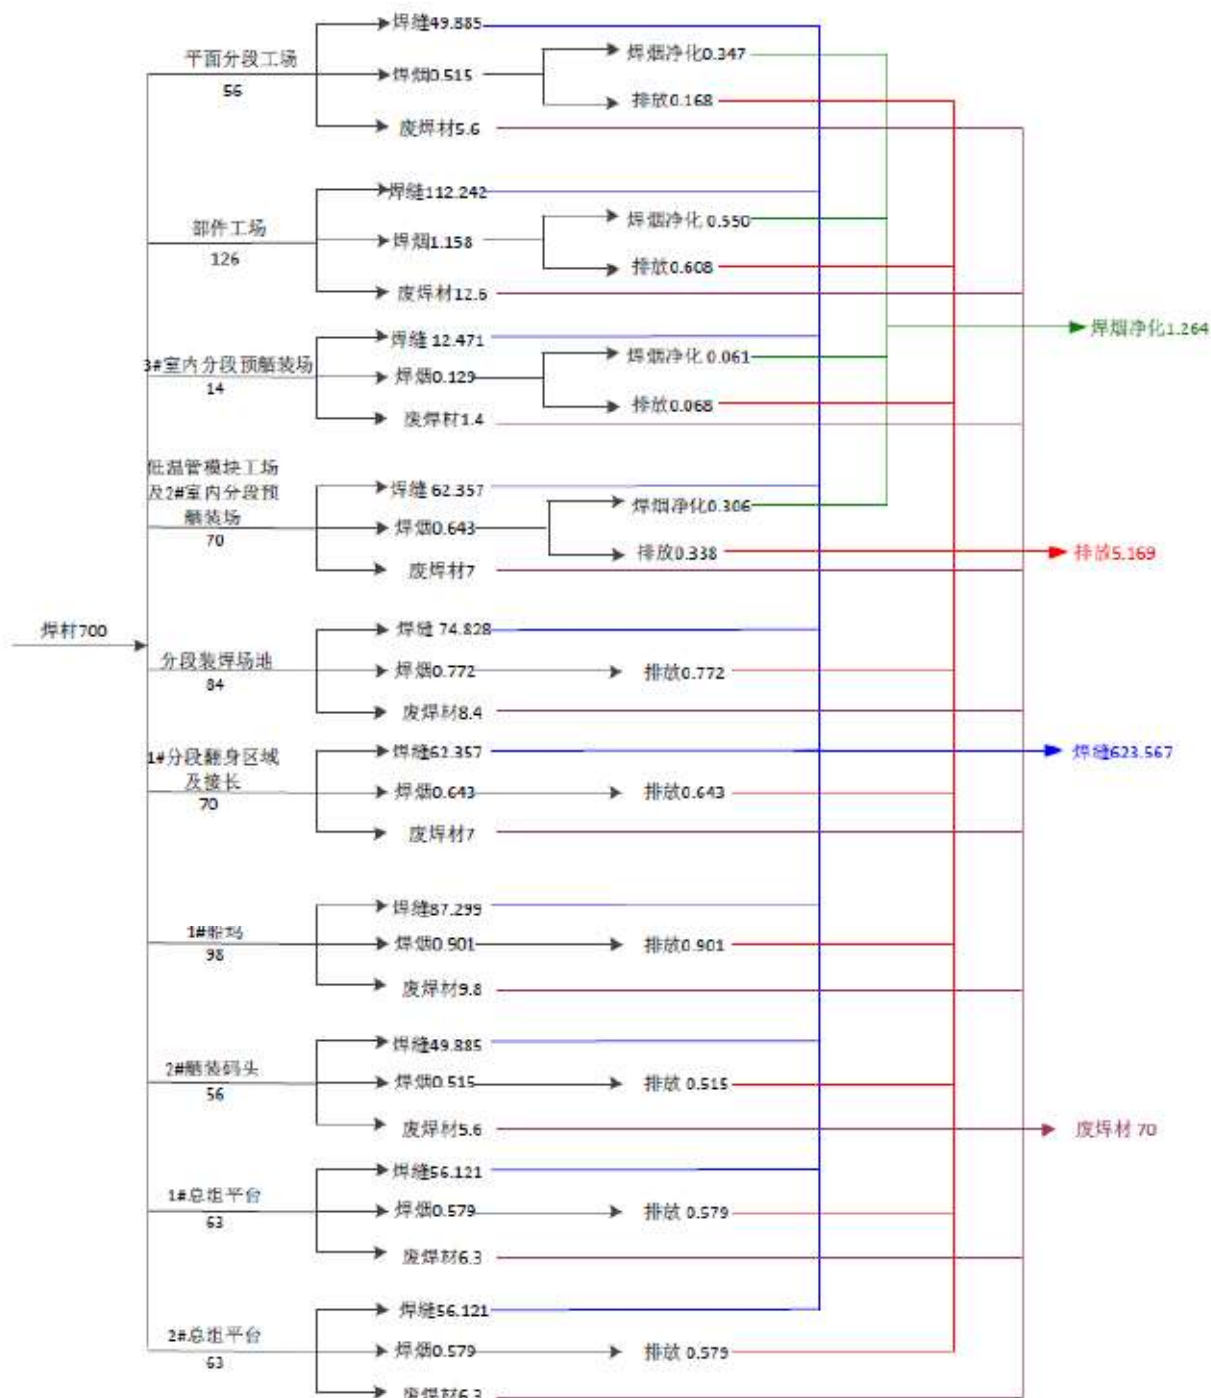 焊材700
平面分段工场
56
焊缝49.885
焊烟0.515
焊烟净化0.347
排放0.168
废焊材5.6
部件工场
126
焊缝112.242
焊烟1.158
焊烟净化 0.550
排放0.608
废焊材12.6
3#室内分段预舾装场
14
焊缝 12.471
焊烟0.129
焊烟净化 0.061
排放0.068
废焊材1.4
低温管模块工场
及2#室内分段预
舾装场
70
焊缝 62.357
焊烟0.643
焊烟净化0.306
排放0.338
废焊材7
分段装焊场地
84
焊缝 74.828
焊烟0.772
排放0.772
废焊材8.4
1#分段翻身区域
及接长
70
焊缝62.357
焊烟0.643
排放0.643
废焊材7
1#船坞
98
焊缝87.299
焊烟0.901
排放0.901
废焊材9.8
2#舾装码头
56
焊缝49.885
焊烟0.515
排放 0.515
废焊材5.6
1#总组平台
63
焊缝56.121
焊烟0.579
排放 0.579
废焊材6.3
2#总组平台
63
焊缝56.121
焊烟0.579
排放 0.579
废焊材6.3
焊烟净化1.264
排放5.169
焊缝623.567
废焊材 70